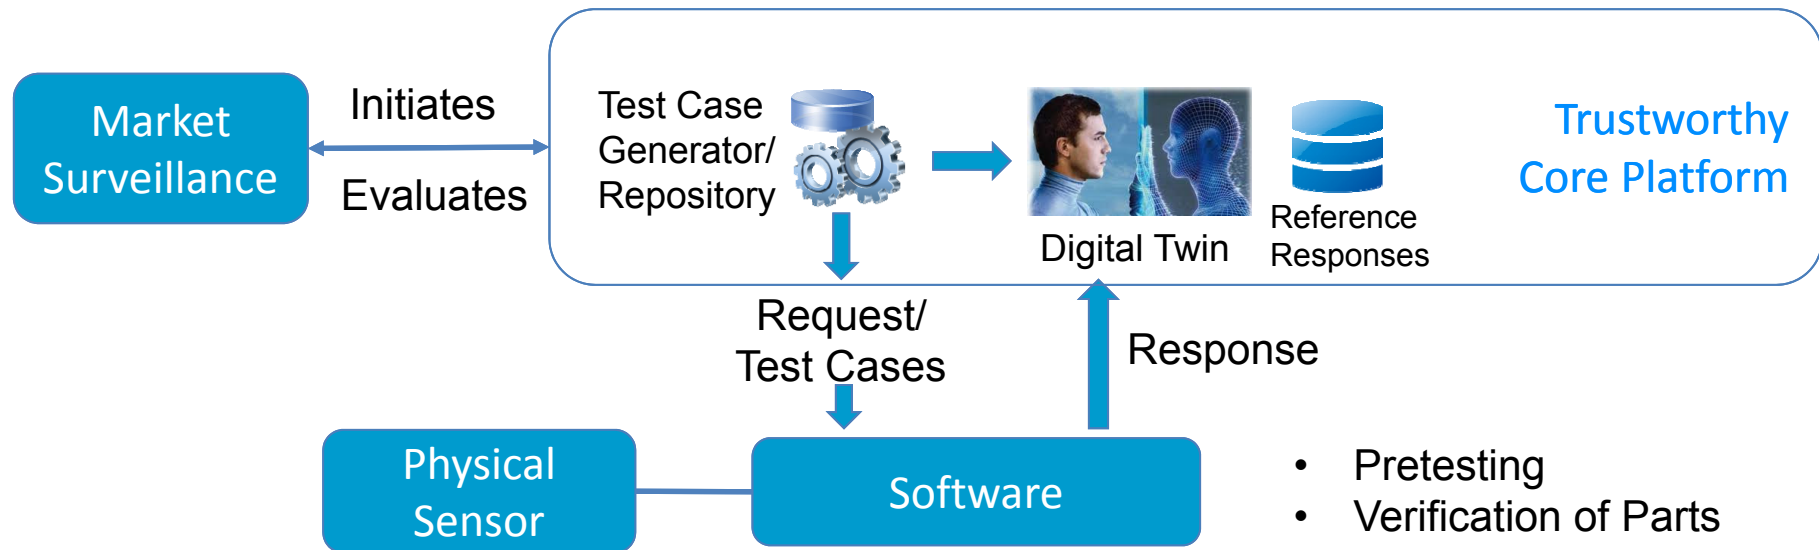 Market
Surveillance
Initiates
Evaluates
Test Case
Generator/
Repository
Digital Twin
Reference
Responses
Trustworthy
Core Platform
Request/
Test Cases
Response
Physical
Sensor
Software
• Pretesting
• Verification of Parts